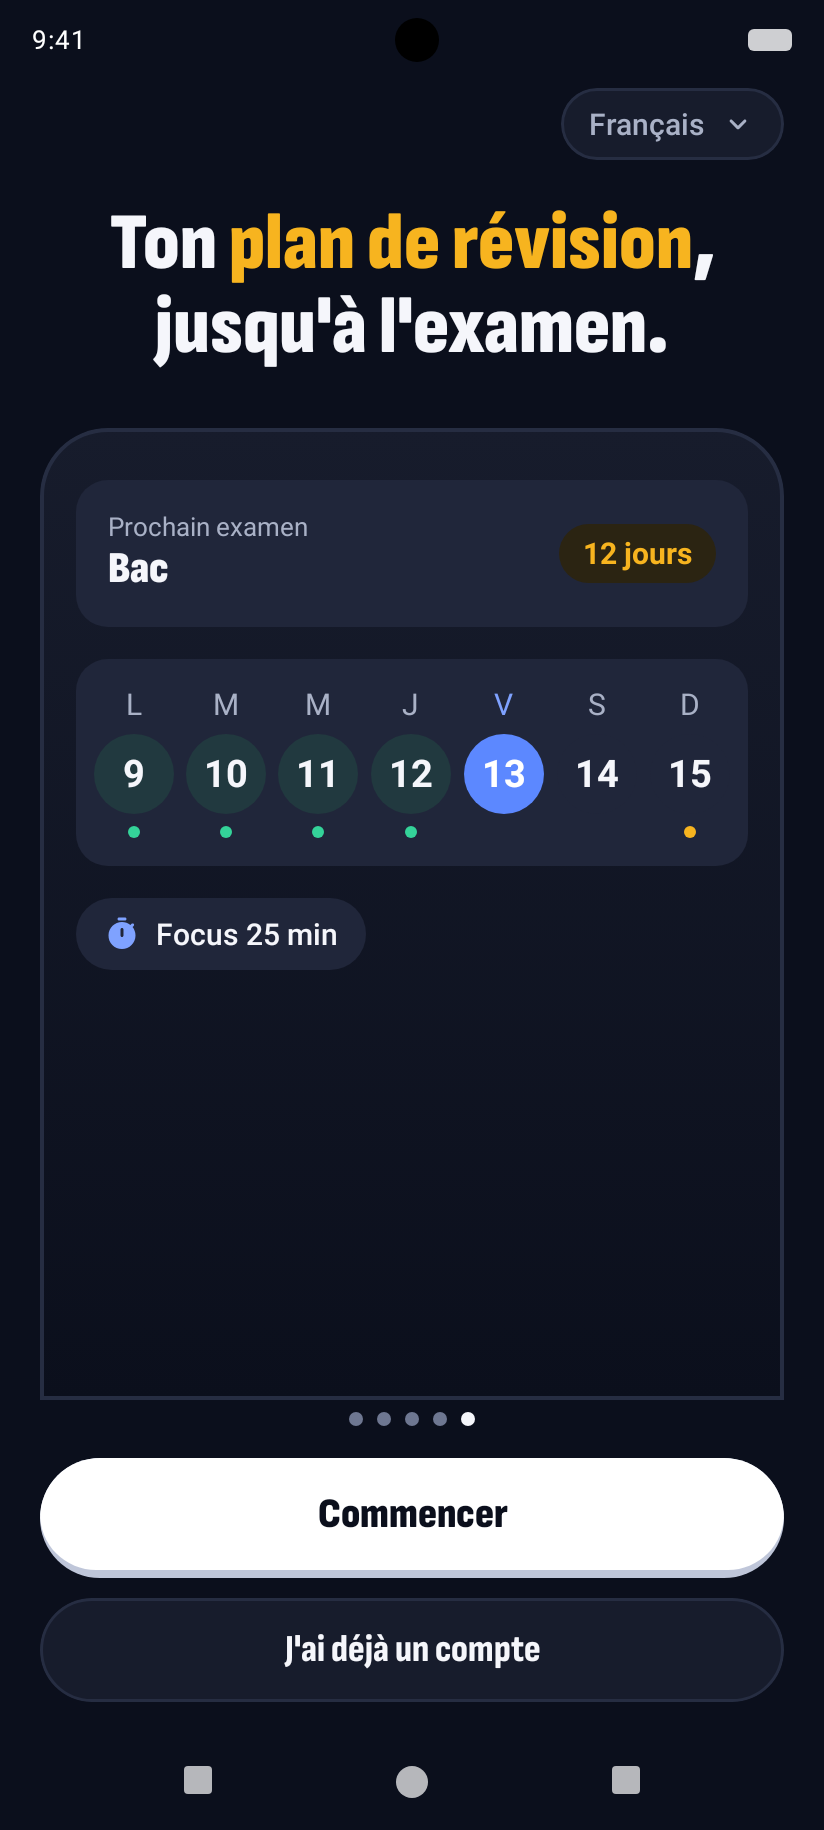 9:41
Français
Ton plan de révision,
jusqu'à l'examen.
Prochain examen
Bac
12 jours
L M M J V S D
9 10 11 12 13 14 15
Focus 25 min
Commencer
J'ai déjà un compte